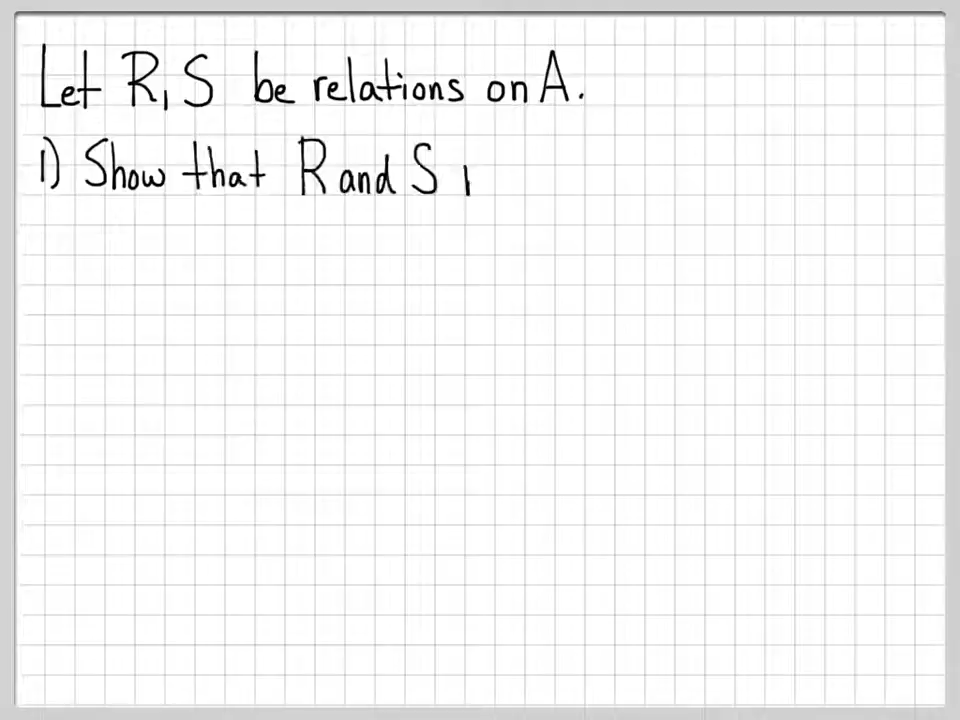 Let R, S be relations on A.
1) Show that R and S